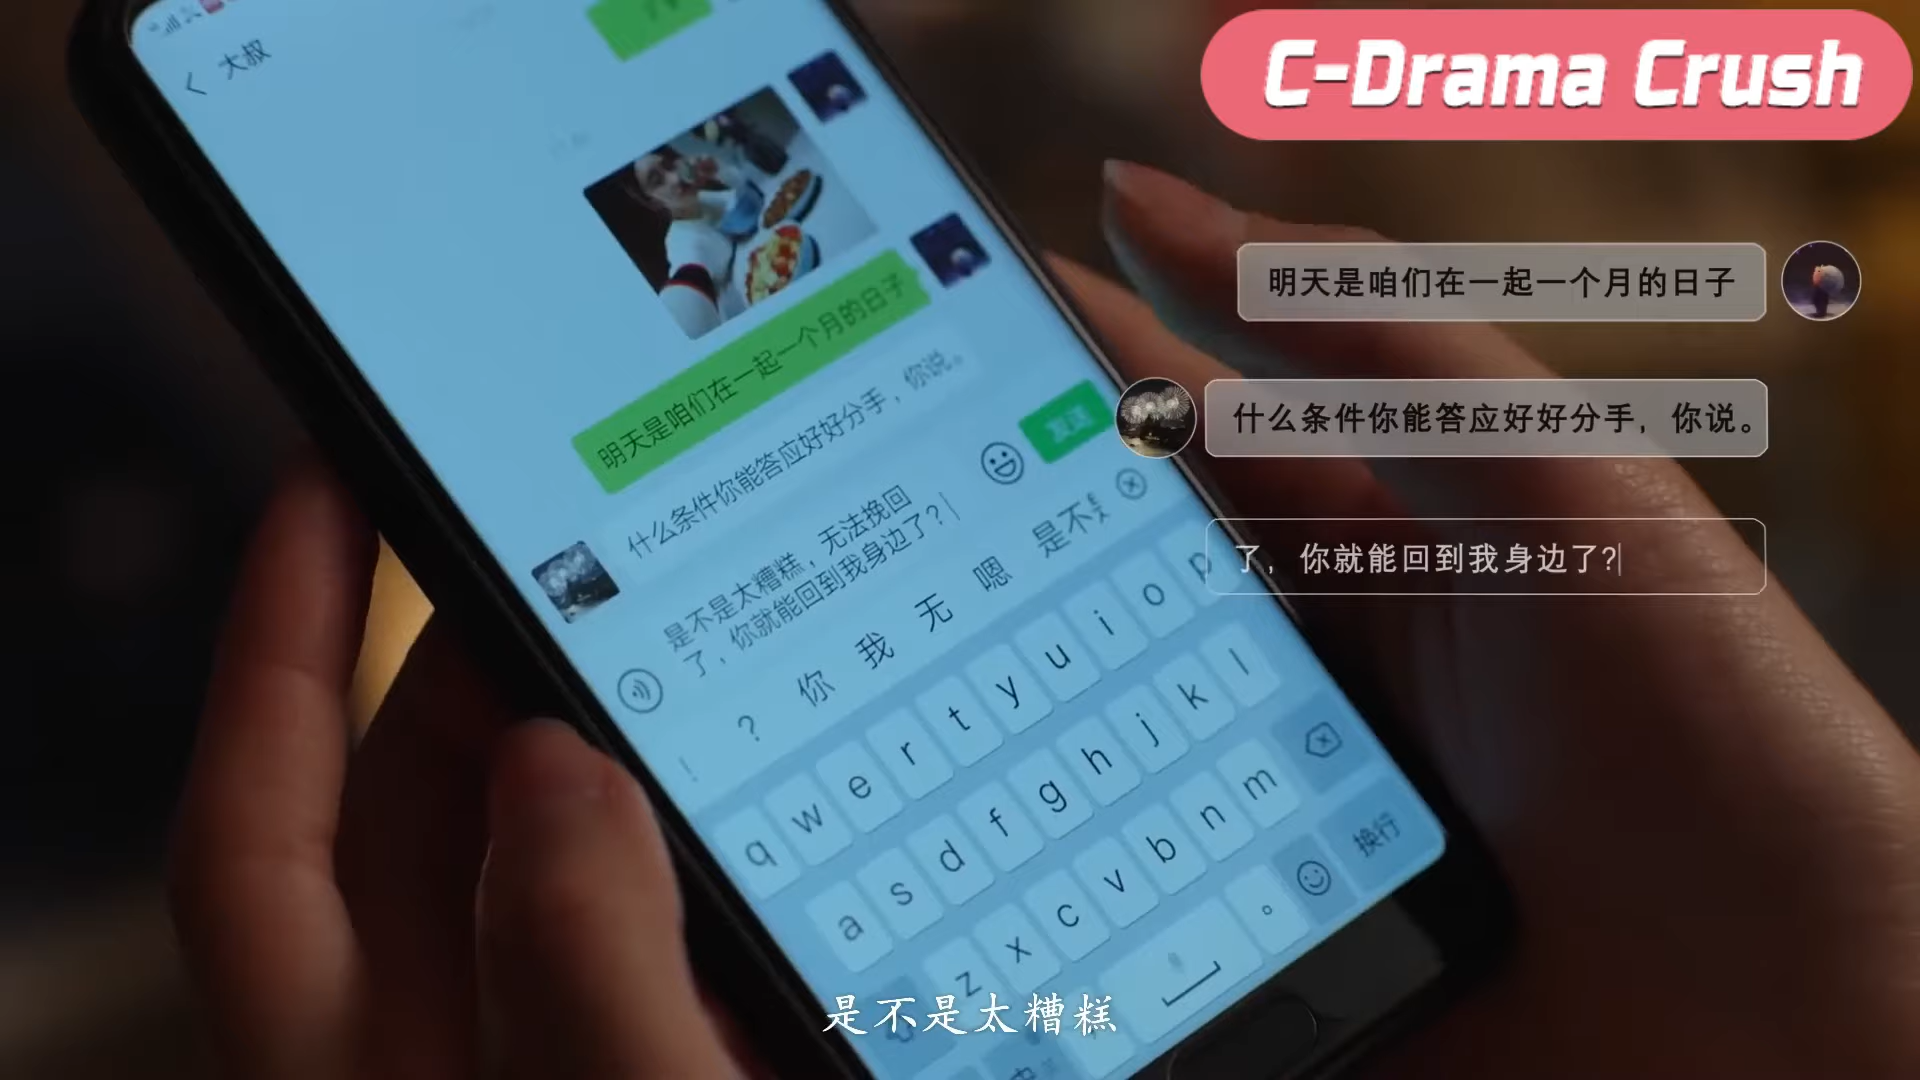 大叔
C-Drama Crush
明天是咱们在一起一个月的日子
什么条件你能答应好好分手，你说。
了，你就能回到我身边了?
明天是咱们在一起一个月的日子
什么条件你能答应好好分手，你说。
发送
是不是太糟糕，无法挽回
了，你就能回到我身边了？
! ? 你 我 无 嗯 是不是
q w e r t y u i o p
a s d f g h j k l
z x c v b n m
换行
是不是太糟糕